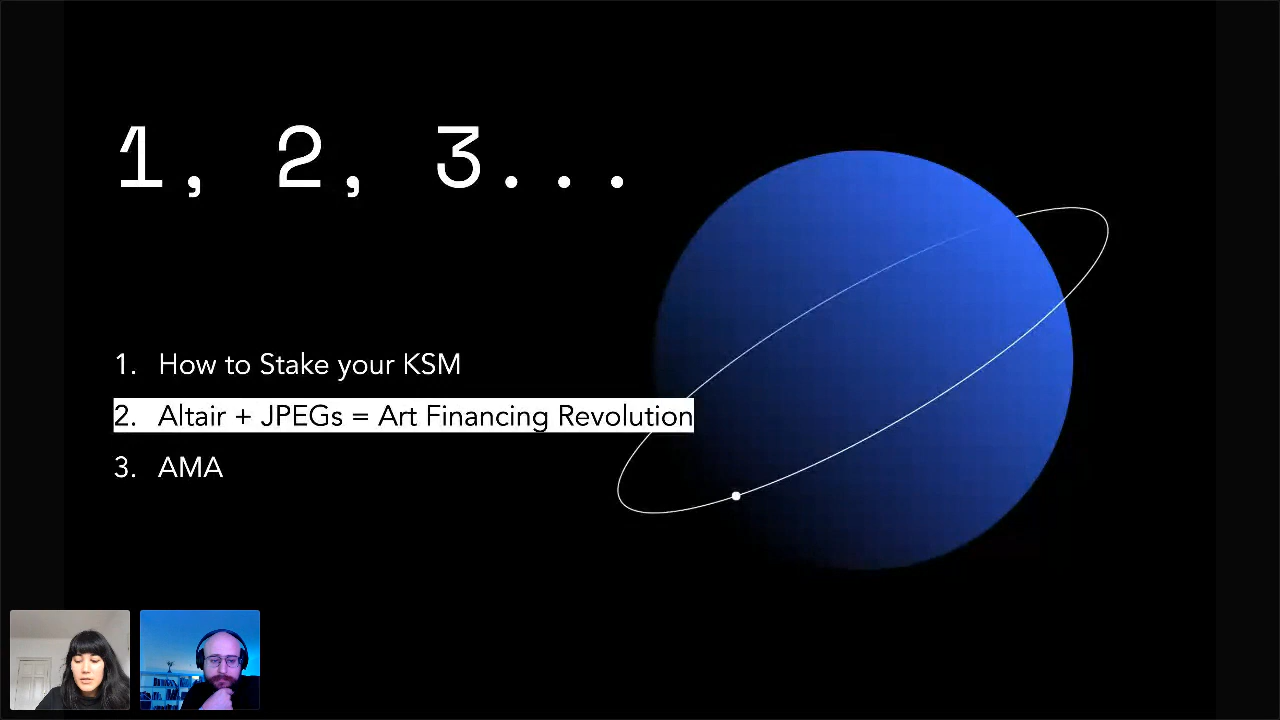 1, 2, 3...
1. How to Stake your KSM
2. Altair + JPEGs = Art Financing Revolution
3. AMA